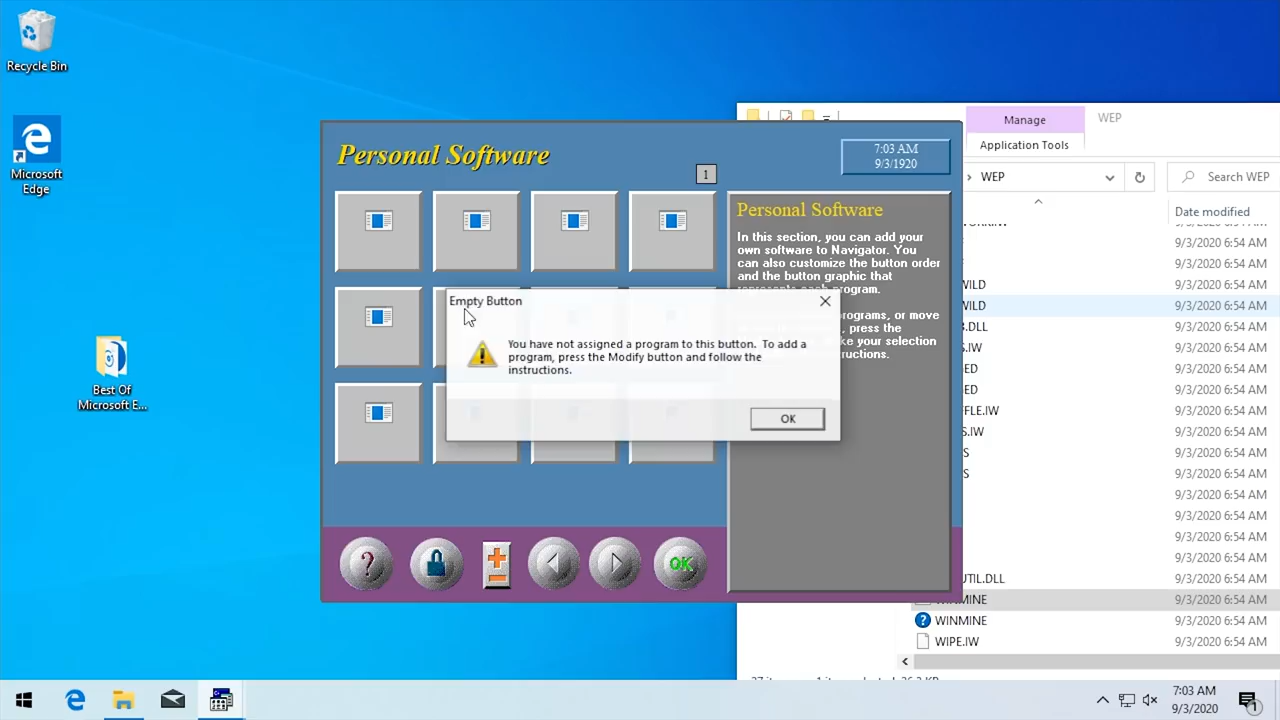 Recycle Bin
Microsoft
Edge
Best Of
Microsoft E...
Personal Software
7:03 AM
9/3/1920
1
Personal Software
In this section, you can add your
own software to Navigator. You
can also customize the button order
and the button graphic that
program.
programs, or move
, press the
your selection
Empty Button
You have not assigned a program to this button. To add a
program, press the Modify button and follow the
instructions.
OK
?
OK
Manage
WEP
Application Tools
WEP
Search WEP
Date modified
9/3/2020 6:54 AM
9/3/2020 6:54 AM
WILD 9/3/2020 6:54 AM
WILD 9/3/2020 6:54 AM
.DLL 9/3/2020 6:54 AM
S.IW 9/3/2020 6:54 AM
ED 9/3/2020 6:54 AM
ED 9/3/2020 6:54 AM
FLE.IW 9/3/2020 6:54 AM
S.IW 9/3/2020 6:54 AM
S 9/3/2020 6:54 AM
S 9/3/2020 6:54 AM
9/3/2020 6:54 AM
9/3/2020 6:54 AM
9/3/2020 6:54 AM
9/3/2020 6:54 AM
UTIL.DLL 9/3/2020 6:54 AM
WINMINE 9/3/2020 6:54 AM
WINMINE 9/3/2020 6:54 AM
WIPE.IW 9/3/2020 6:54 AM
7:03 AM
9/3/2020
1